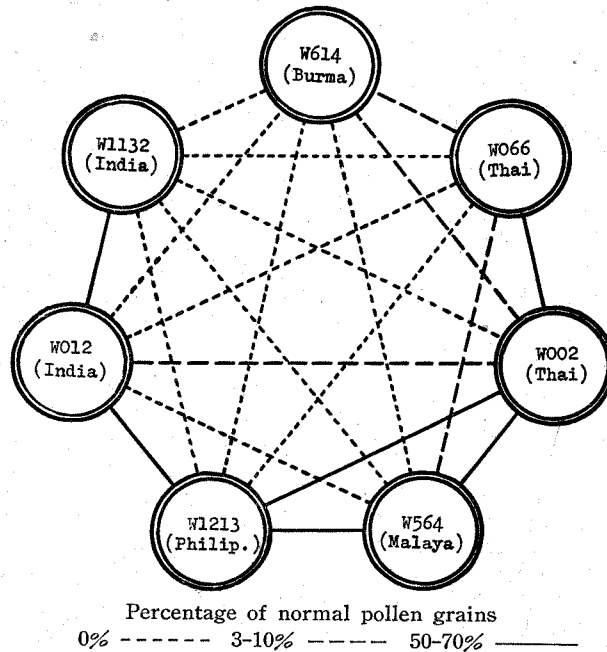 W614
(Burma)
W1132
(India)
W066
(Thai)
W012
(India)
W002
(Thai)
W1213
(Philip.)
W564
(Malaya)
Percentage of normal pollen grains
0% ------ 3-10% ---- 50-70% ———